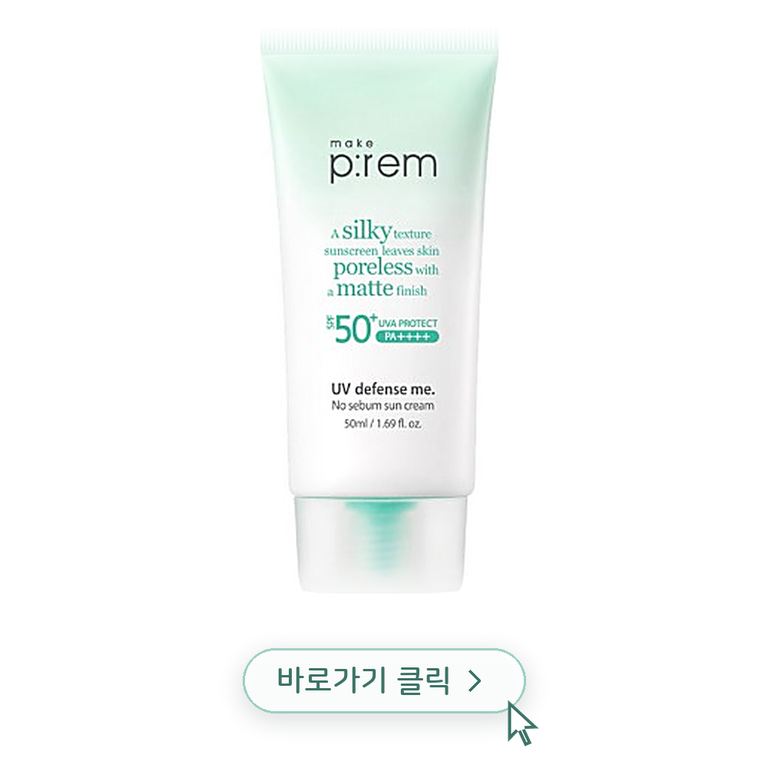 make
p:rem
A silky texture
sunscreen leaves skin
poreless with
a matte finish
SPF 50+ UVA PROTECT
PA++++
UV defense me.
No sebum sun cream
50ml / 1.69 fl. oz.
바로가기 클릭 >